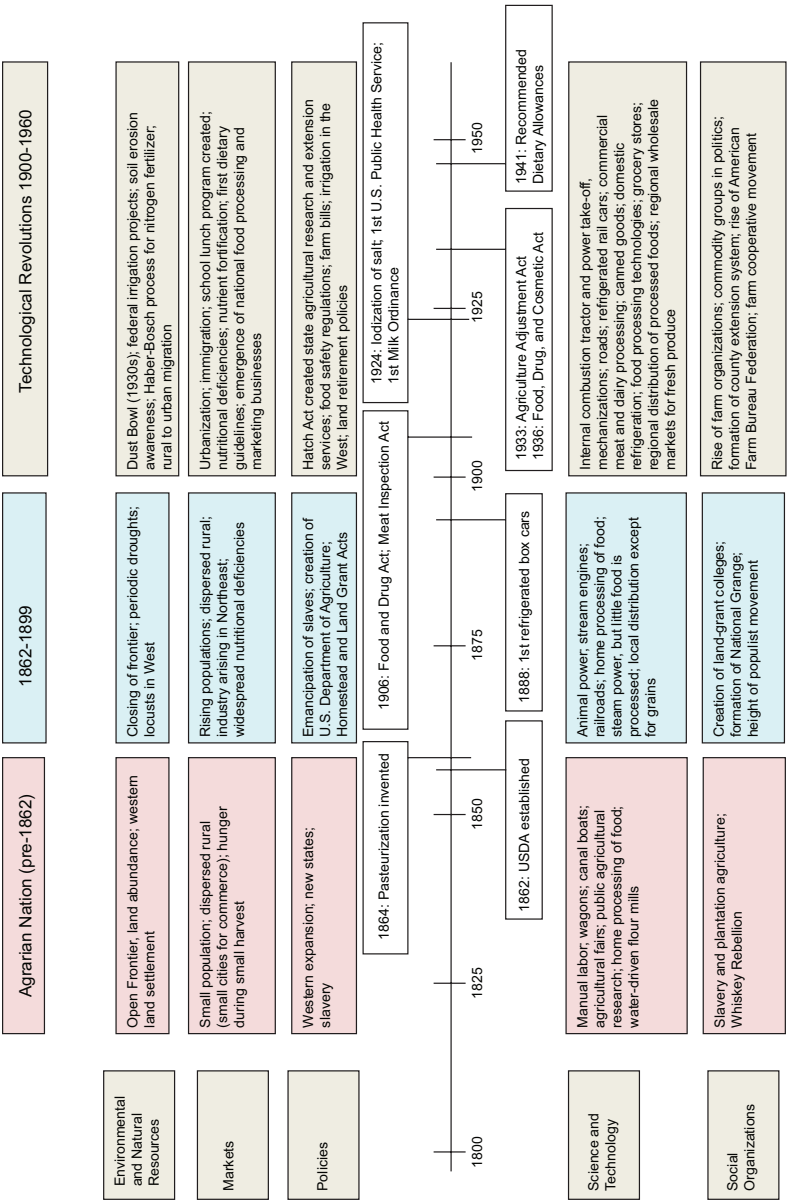 Agrarian Nation (pre-1862)
1862-1899
Technological Revolutions 1900-1960
Environmental
and Natural
Resources
Open Frontier, land abundance; western
land settlement
Closing of frontier; periodic droughts;
locusts in West
Dust Bowl (1930s); federal irrigation projects; soil erosion
awareness; Haber-Bosch process for nitrogen fertilizer;
rural to urban migration
Markets
Small population; dispersed rural
(small cities for commerce); hunger
during small harvest
Rising populations; dispersed rural;
industry arising in Northeast;
widespread nutritional deficiencies
Urbanization; immigration; school lunch program created;
nutritional deficiencies; nutrient fortification; first dietary
guidelines; emergence of national food processing and
marketing businesses
Policies
Western expansion; new states;
slavery
Emancipation of slaves; creation of
U.S. Department of Agriculture;
Homestead and Land Grant Acts
Hatch Act created state agricultural research and extension
services; food safety regulations; farm bills; irrigation in the
West; land retirement policies
1864: Pasteurization invented
1906: Food and Drug Act; Meat Inspection Act
1924: Iodization of salt; 1st U.S. Public Health Service;
1st Milk Ordinance
1800
1825
1850
1875
1900
1925
1950
1862: USDA established
1888: 1st refrigerated box cars
1933: Agriculture Adjustment Act
1936: Food, Drug, and Cosmetic Act
1941: Recommended
Dietary Allowances
Science and
Technology
Manual labor; wagons; canal boats;
agricultural fairs; public agricultural
research; home processing of food;
water-driven flour mills
Animal power; stream engines;
railroads; home processing of food;
steam power, but little food is
processed; local distribution except
for grains
Internal combustion tractor and power take-off,
mechanizations; roads; refrigerated rail cars; commercial
meat and dairy processing; canned goods; domestic
refrigeration; food processing technologies; grocery stores;
regional distribution of processed foods; regional wholesale
markets for fresh produce
Social
Organizations
Slavery and plantation agriculture;
Whiskey Rebellion
Creation of land-grant colleges;
formation of National Grange;
height of populist movement
Rise of farm organizations; commodity groups in politics;
formation of county extension system; rise of American
Farm Bureau Federation; farm cooperative movement